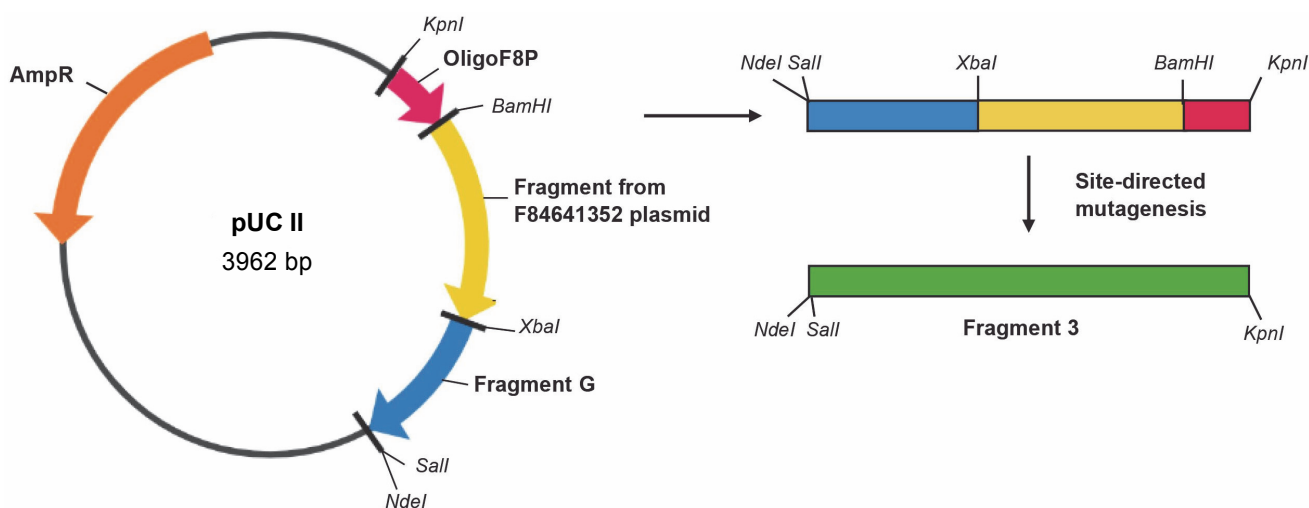 KpnI
OligoF8P
AmpR
BamHI
Fragment from
F84641352 plasmid
pUC II
3962 bp
XbaI
Fragment G
SalI
NdeI
NdeI SalI
XbaI
BamHI
KpnI
Site-directed
mutagenesis
NdeI SalI
Fragment 3
KpnI